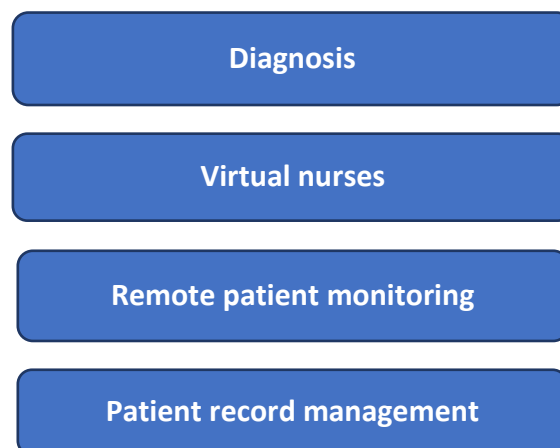 Diagnosis
Virtual nurses
Remote patient monitoring
Patient record management